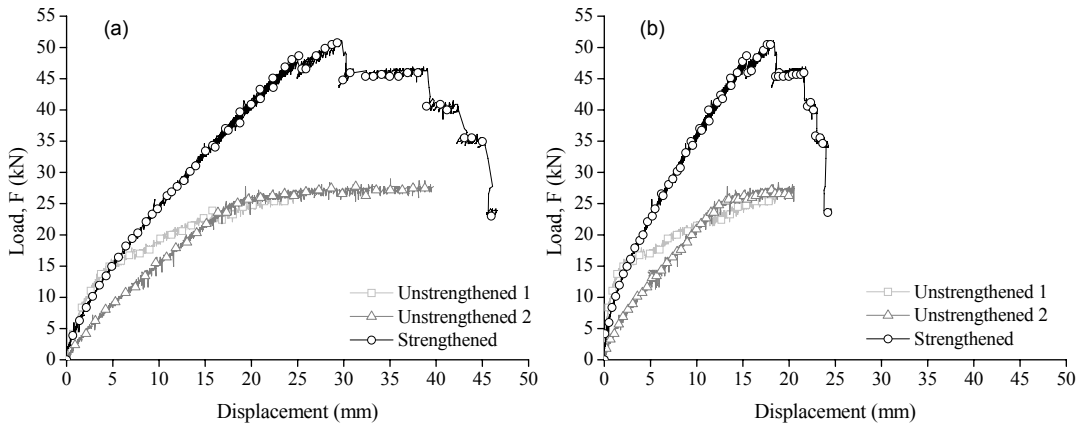 (a)
Load, F (kN)
55
50
45
40
35
30
25
20
15
10
5
0
Unstrengthened 1
Unstrengthened 2
Strengthened
0 5 10 15 20 25 30 35 40 45 50
Displacement (mm)
(b)
Load, F (kN)
55
50
45
40
35
30
25
20
15
10
5
0
Unstrengthened 1
Unstrengthened 2
Strengthened
0 5 10 15 20 25 30 35 40 45 50
Displacement (mm)